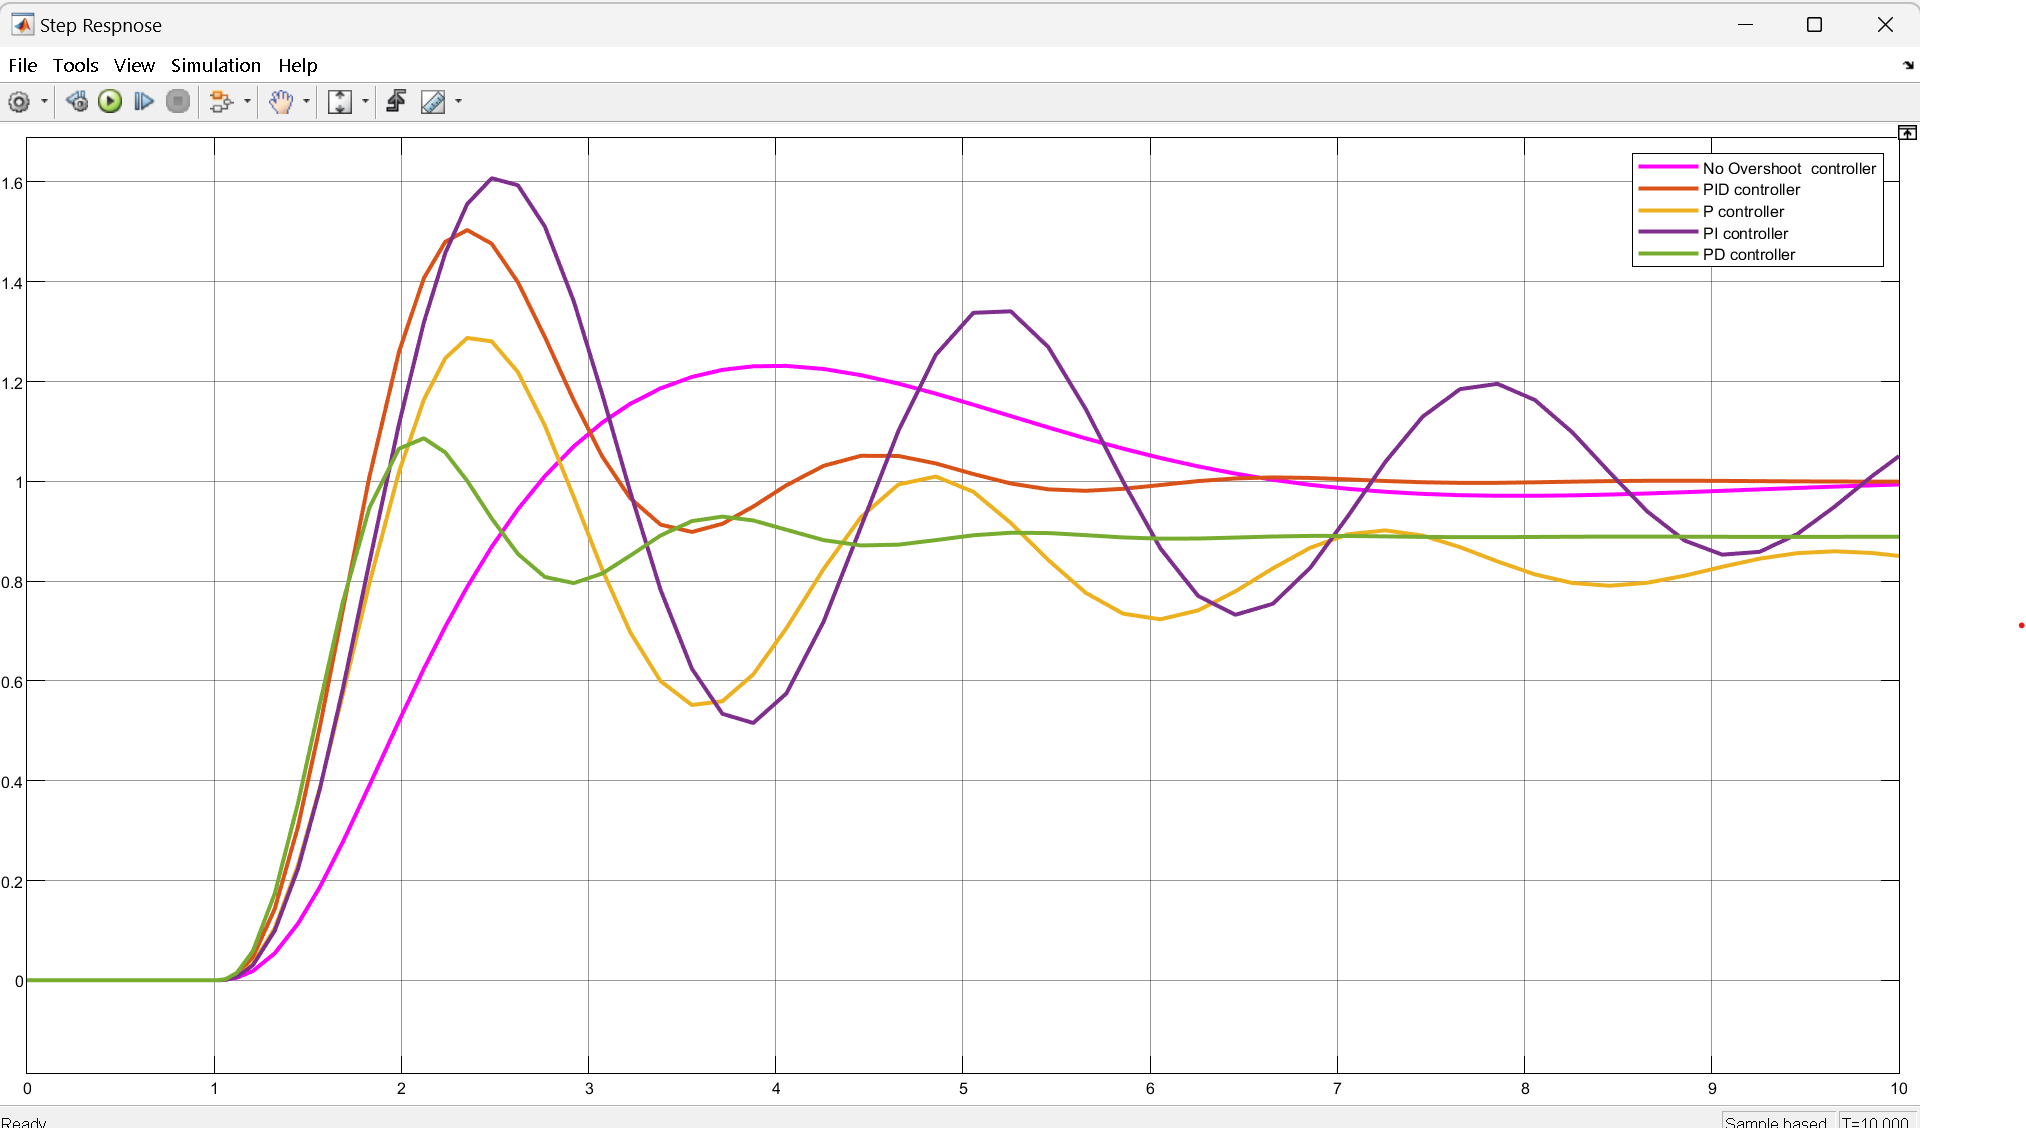 Step Respnose
File Tools View Simulation Help
No Overshoot  controller
PID controller
P controller
PI controller
PD controller
1.6
1.4
1.2
1
0.8
0.6
0.4
0.2
0
0 1 2 3 4 5 6 7 8 9 10
Ready
Sample based T=10.000